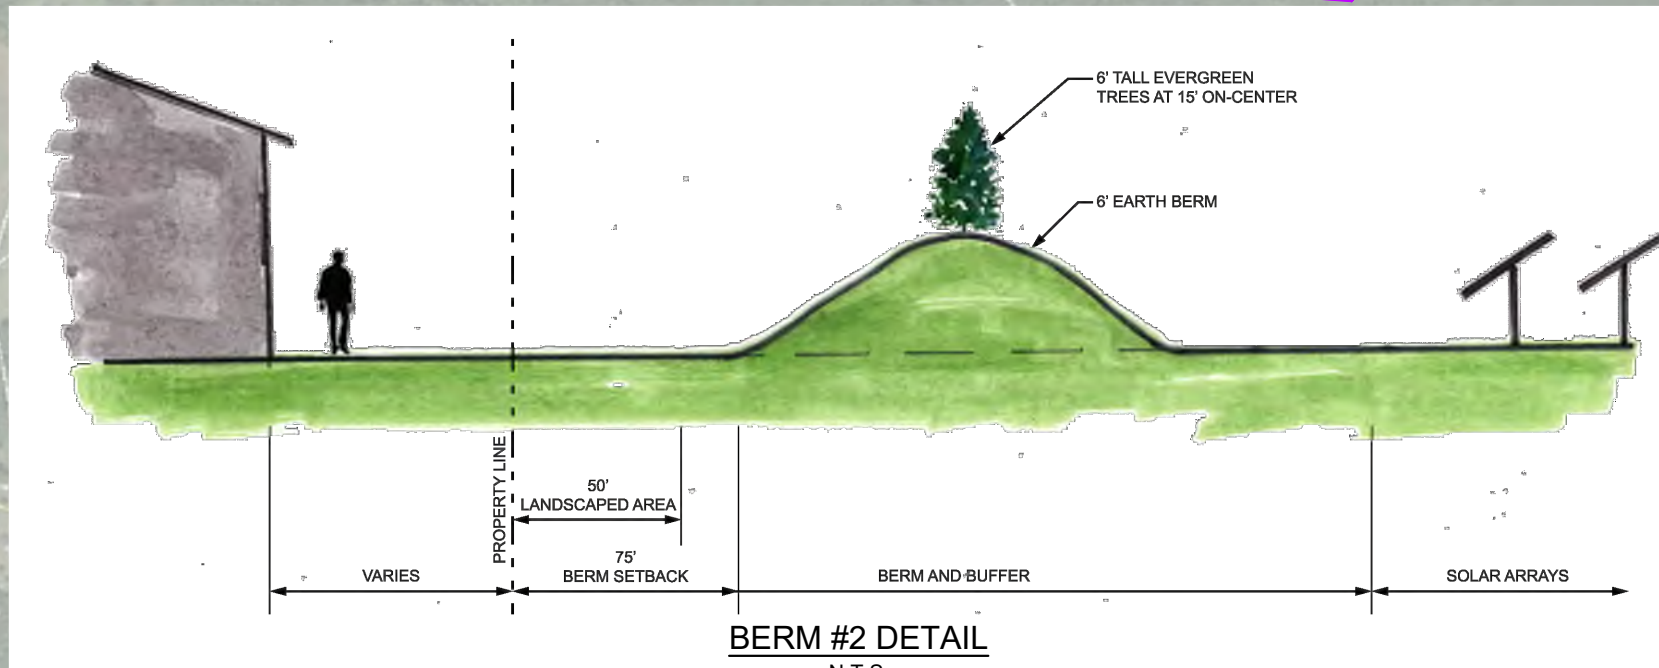 6' TALL EVERGREEN
TREES AT 15' ON-CENTER
6' EARTH BERM
PROPERTY LINE
50'
LANDSCAPED AREA
75'
BERM SETBACK
VARIES
BERM AND BUFFER
SOLAR ARRAYS
BERM #2 DETAIL